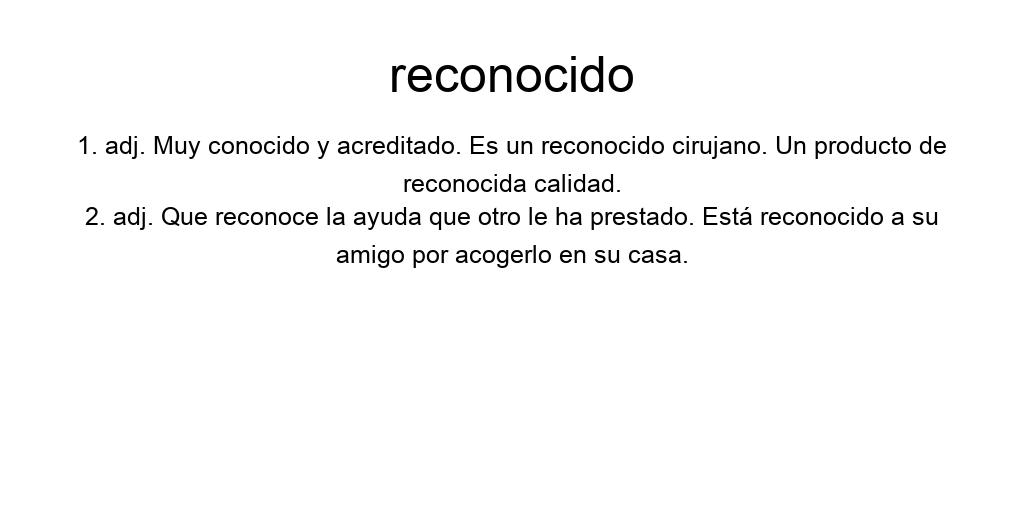 reconocido
1. adj. Muy conocido y acreditado. Es un reconocido cirujano. Un producto de
reconocida calidad.
2. adj. Que reconoce la ayuda que otro le ha prestado. Está reconocido a su
amigo por acogerlo en su casa.